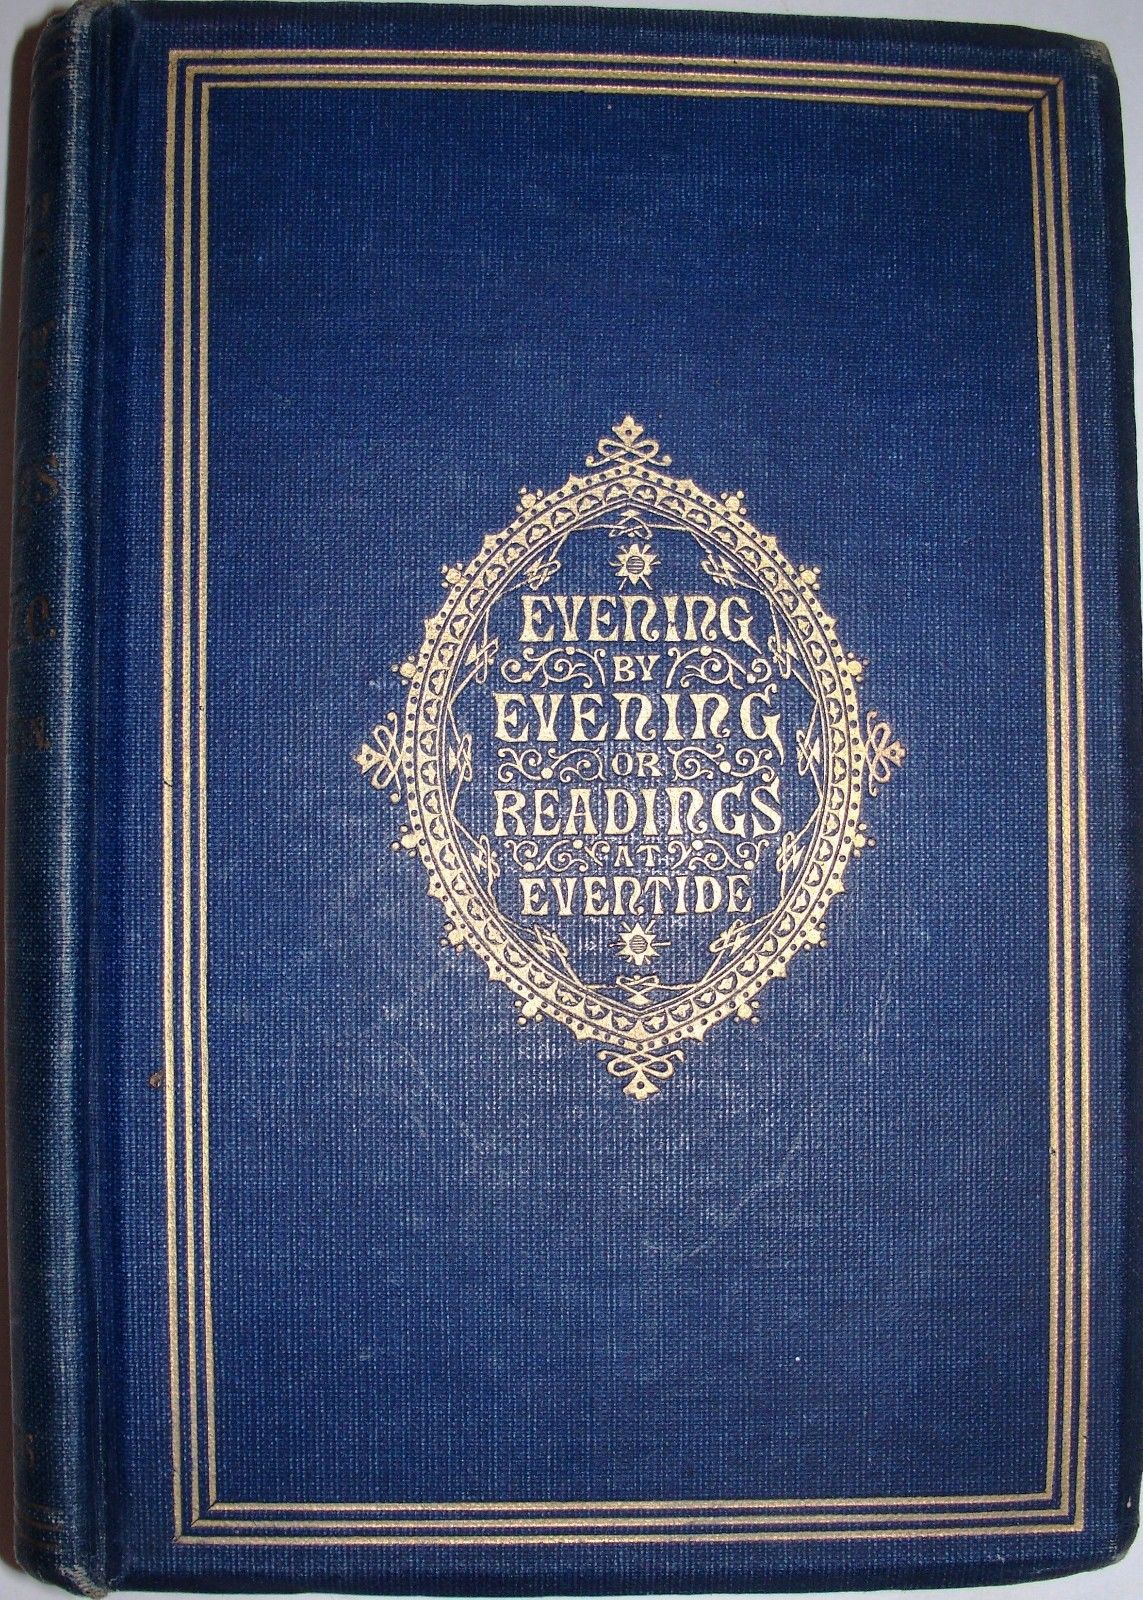 EVENING
BY
EVENING
OR
READINGS
AT
EVENTIDE